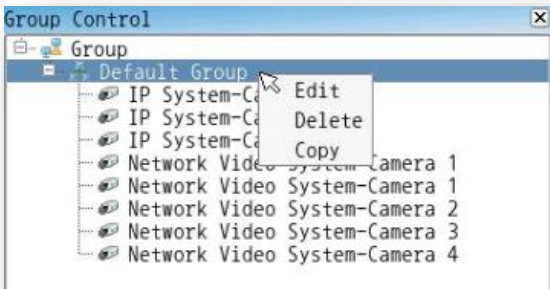 Group Control
Group
Default Group
Edit
Delete
Copy
IP System-Ca
IP System-Ca
IP System-Ca
Network Video System-Camera 1
Network Video System-Camera 1
Network Video System-Camera 2
Network Video System-Camera 3
Network Video System-Camera 4